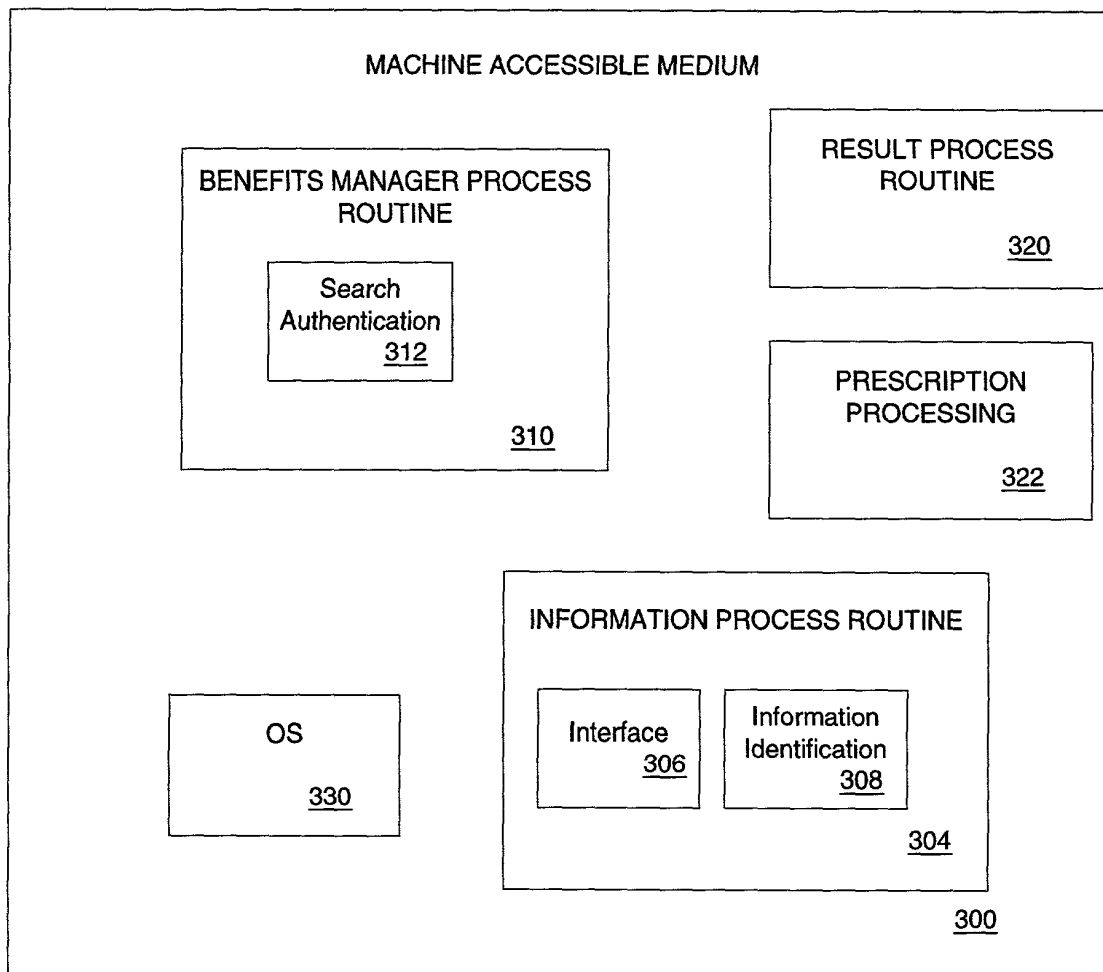 MACHINE ACCESSIBLE MEDIUM
BENEFITS MANAGER PROCESS
ROUTINE
Search
Authentication
312
310
RESULT PROCESS
ROUTINE
320
PRESCRIPTION
PROCESSING
322
INFORMATION PROCESS ROUTINE
Interface
306
Information
Identification
308
304
OS
330
300